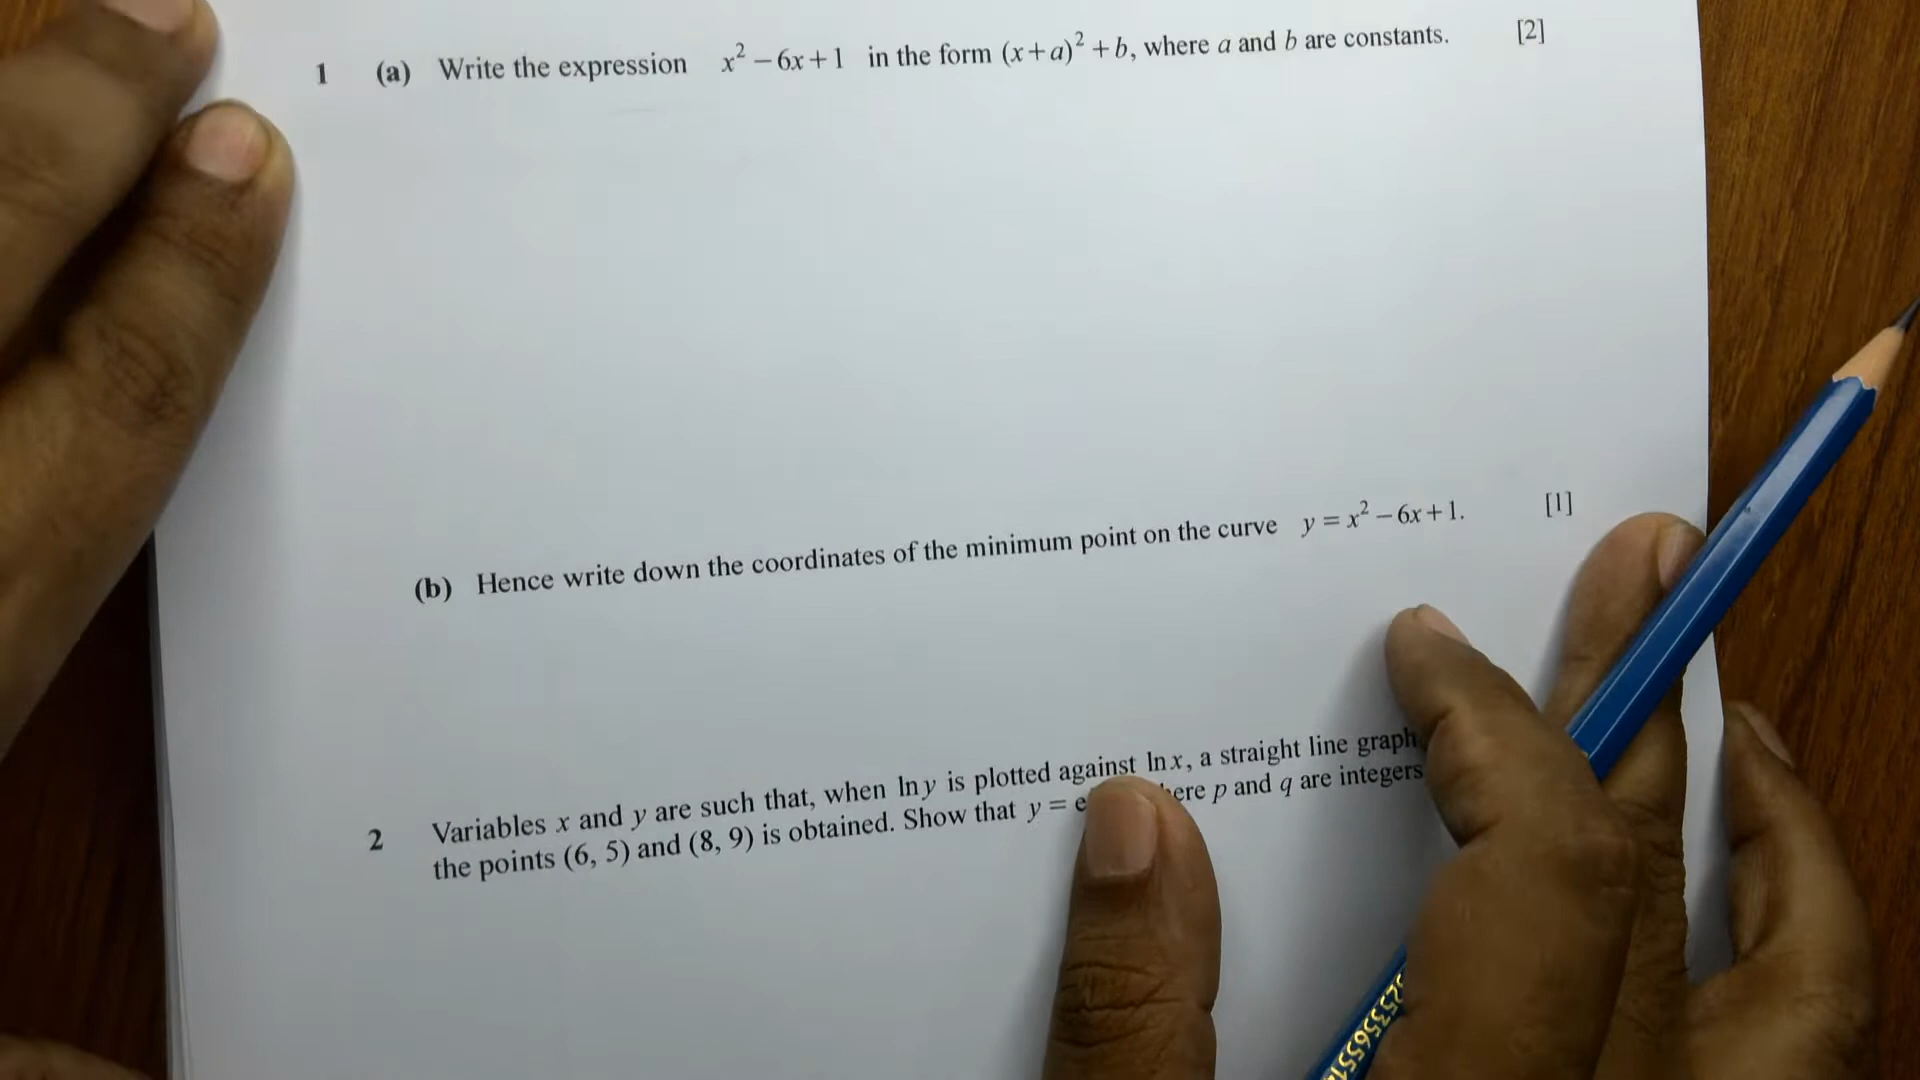 1 (a) Write the expression x² – 6x + 1 in the form (x + a)² + b, where a and b are constants. [2]
(b) Hence write down the coordinates of the minimum point on the curve y = x² – 6x + 1. [1]
2 Variables x and y are such that, when ln y is plotted against ln x, a straight line graph
the points (6, 5) and (8, 9) is obtained. Show that y = e p and q are integers